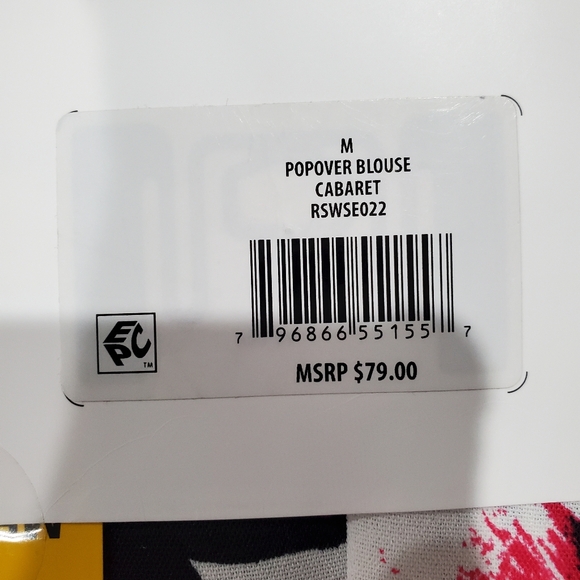 M
POPOVER BLOUSE
CABARET
RSWSE022
7 96866 55155 7
EPC TM
MSRP $79.00